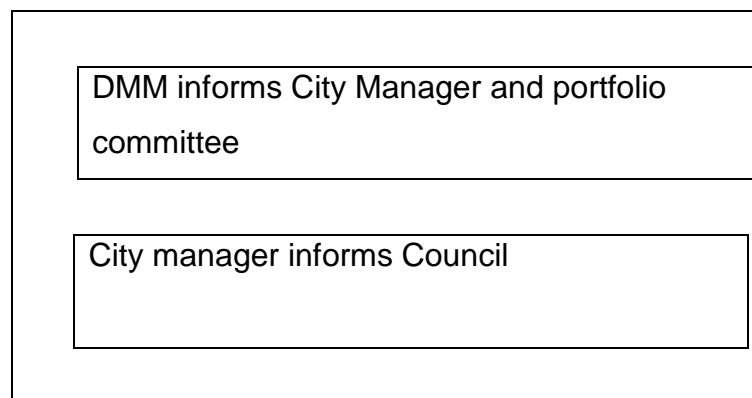 DMM informs City Manager and portfolio
committee
City manager informs Council